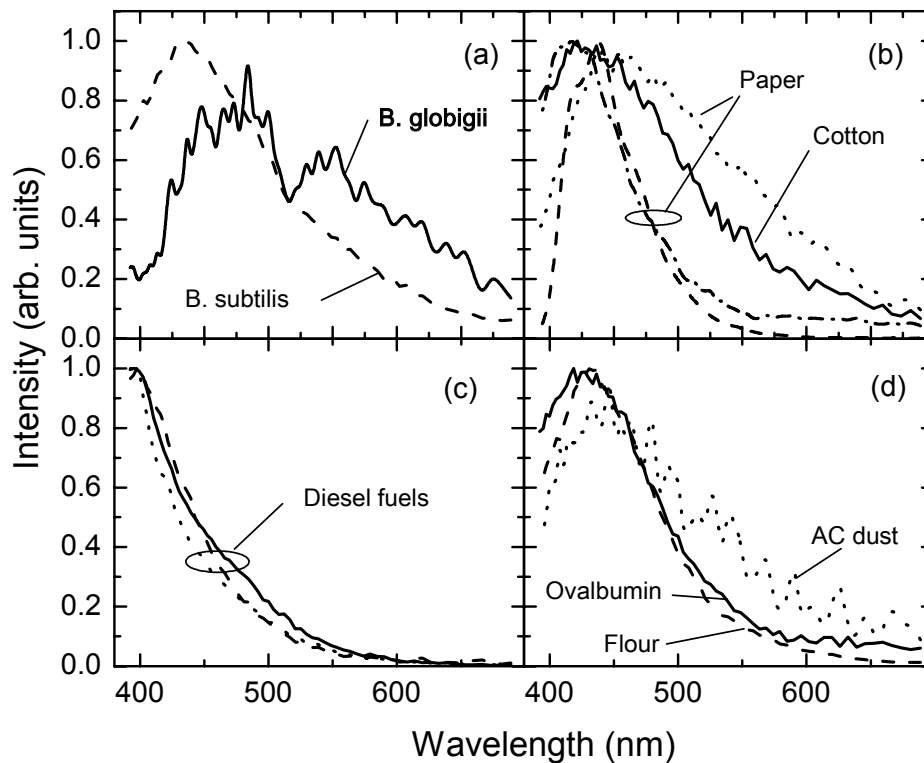 Intensity (arb. units)
1.0
0.8
0.6
0.4
0.2
0.0
(a)
B. globigii
B. subtilis
(b)
Paper
Cotton
1.0
0.8
0.6
0.4
0.2
0.0
(c)
Diesel fuels
400
500
600
(d)
AC dust
Ovalbumin
Flour
400
500
600
Wavelength (nm)